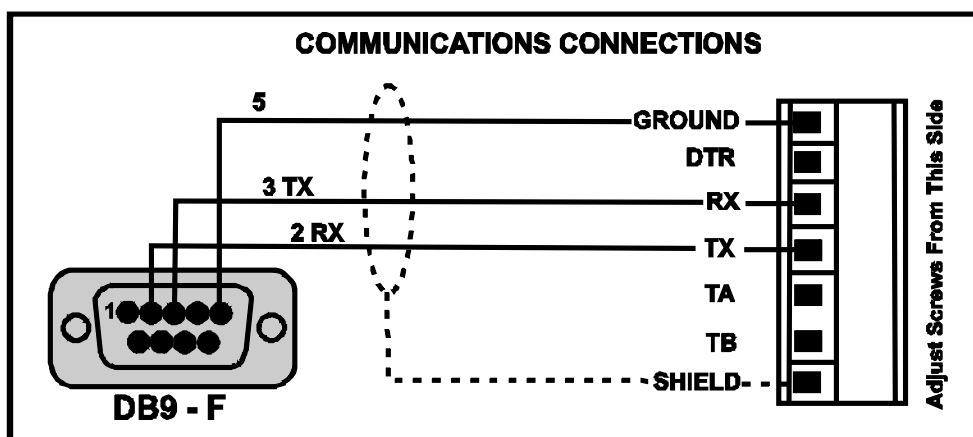 COMMUNICATIONS CONNECTIONS
5
GROUND
DTR
3 TX
RX
2 RX
TX
1
TA
TB
SHIELD
DB9 - F
Adjust Screws From This Side